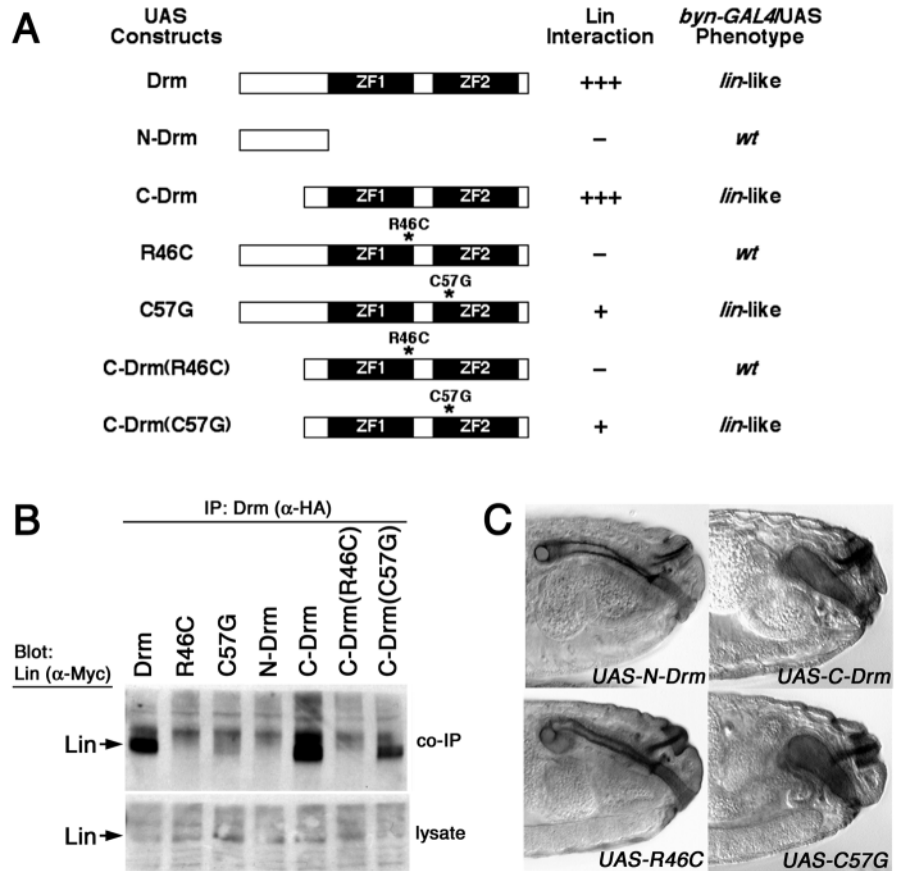 A
UAS Constructs
Lin Interaction
byn-GAL4/UAS Phenotype
Drm ZF1 ZF2 +++ lin-like
N-Drm – wt
C-Drm ZF1 ZF2 +++ lin-like
R46C
*
R46C ZF1 ZF2 – wt
C57G
*
C57G ZF1 ZF2 + lin-like
R46C
*
C-Drm(R46C) ZF1 ZF2 – wt
C57G
*
C-Drm(C57G) ZF1 ZF2 + lin-like
B
IP: Drm (α-HA)
Blot:
Lin (α-Myc)
Drm
R46C
C57G
N-Drm
C-Drm
C-Drm(R46C)
C-Drm(C57G)
Lin
co-IP
Lin
lysate
C
UAS-N-Drm
UAS-C-Drm
UAS-R46C
UAS-C57G